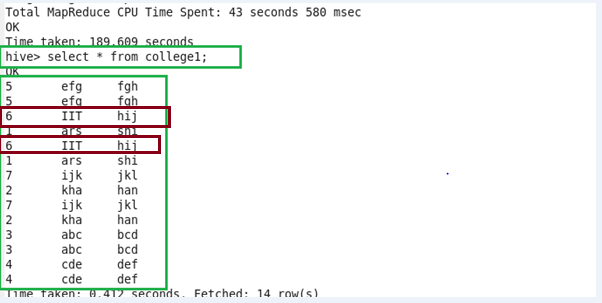 Total MapReduce CPU Time Spent: 43 seconds 580 msec
OK
Time taken: 189.609 seconds
hive> select * from college1;
OK
5 efg fgh
5 efg fgh
6 IIT hij
1 ars shi
6 IIT hij
1 ars shi
7 ijk jkl
2 kha han
7 ijk jkl
2 kha han
3 abc bcd
3 abc bcd
4 cde def
4 cde def
Time taken: 0.412 seconds, Fetched: 14 row(s)